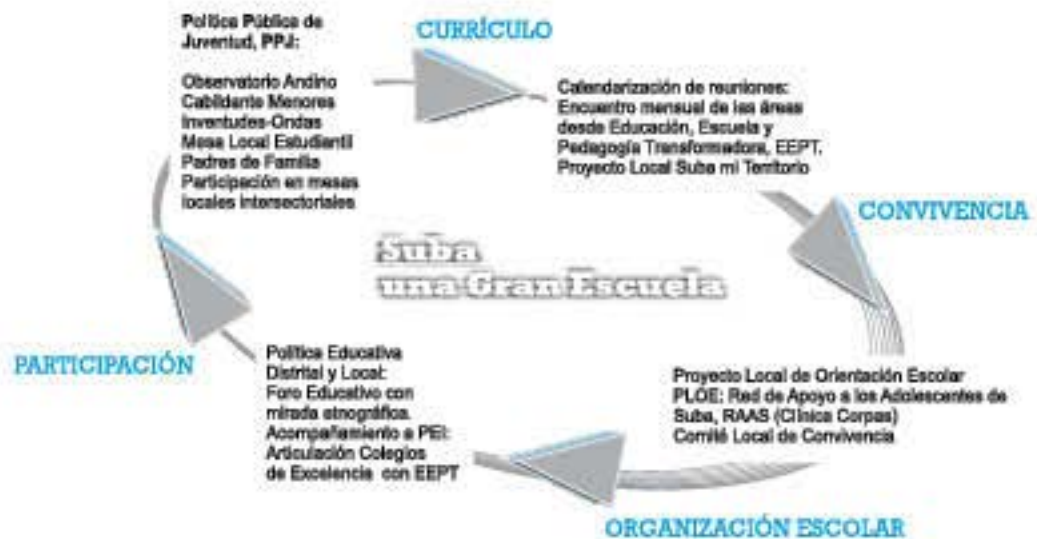 Política Pública de
Juventud, PPJ:
Observatorio Andino
Cabildante Menores
Inventudes-Ondas
Mesa Local Estudiantil
Padres de Familia
Participación en mesas
locales intersectoriales
CURRÍCULO
Calendarización de reuniones:
Encuentro mensual de las áreas
desde Educación, Escuela y
Pedagogía Transformadora, EEPT.
Proyecto Local Suba mi Territorio
CONVIVENCIA
Suba
una Gran Escuela
Proyecto Local de Orientación Escolar
PLOE: Red de Apoyo a los Adolescentes de
Suba, RAAS (Clínica Corpas)
Comité Local de Convivencia
ORGANIZACIÓN ESCOLAR
Política Educativa
Distrital y Local:
Foro Educativo con
mirada etnográfica.
Acompañamiento a PEI:
Articulación Colegios
de Excelencia con EEPT
PARTICIPACIÓN